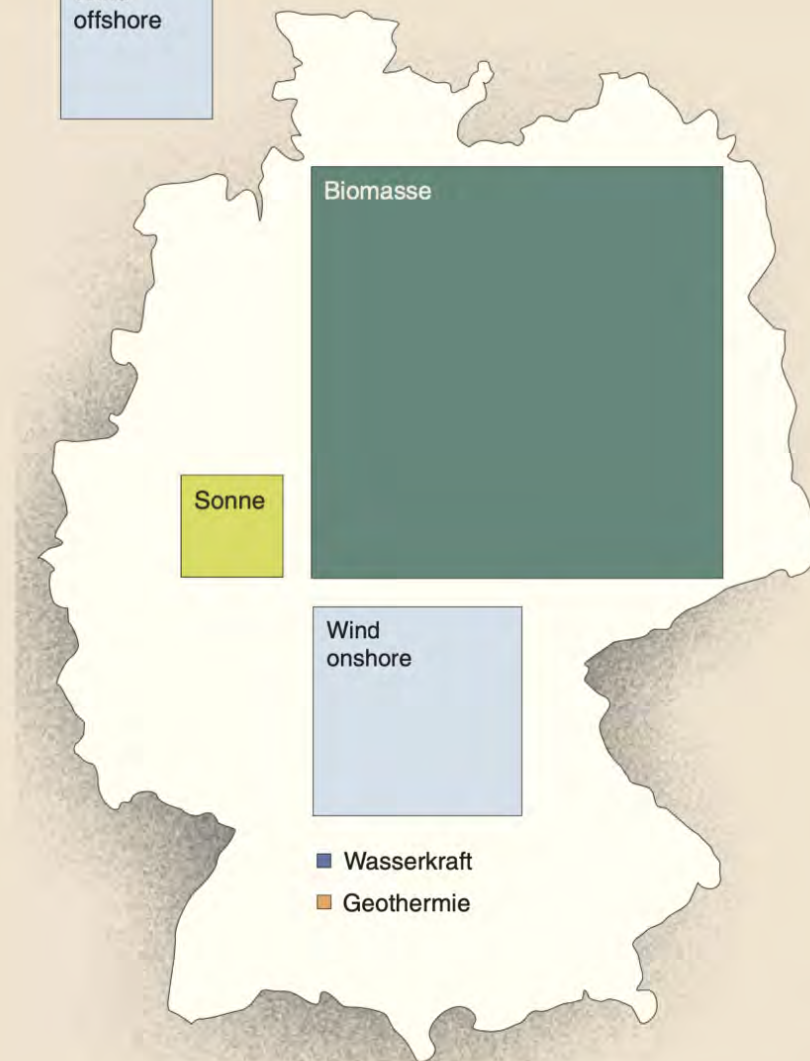 offshore
Biomasse
Sonne
Wind
onshore
Wasserkraft
Geothermie